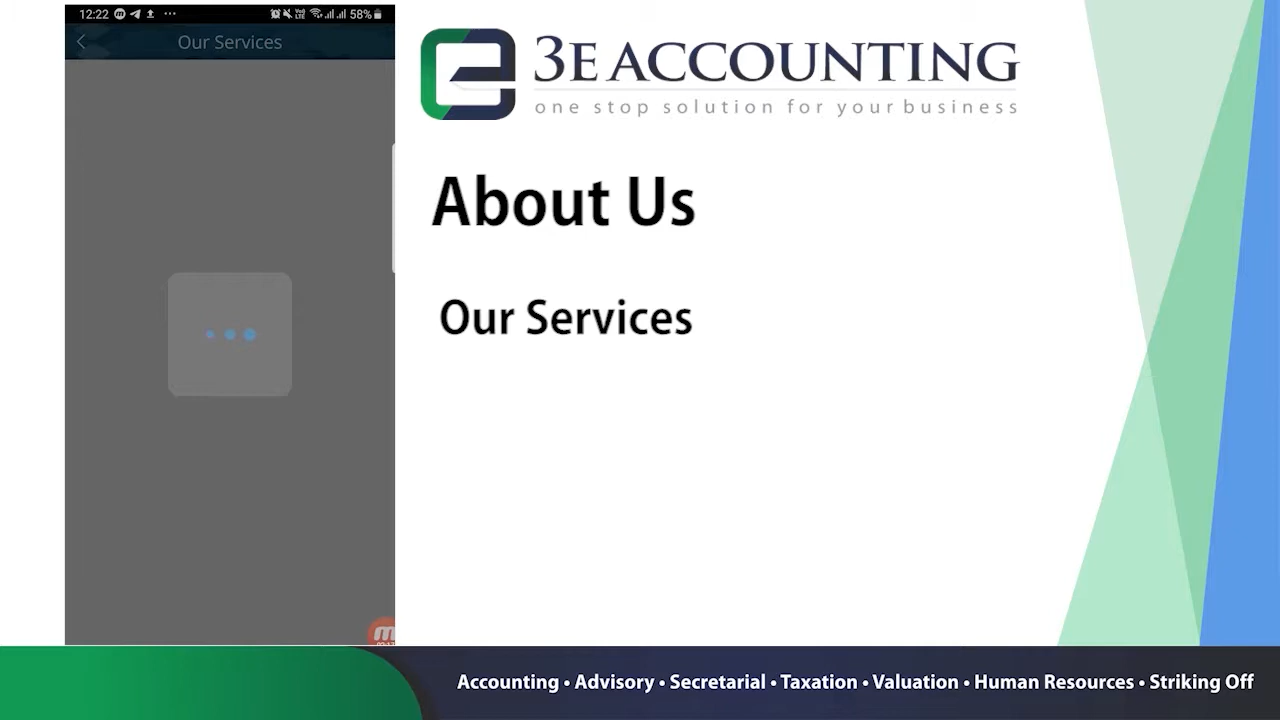 12:22
58%
Our Services
3E ACCOUNTING
one stop solution for your business
About Us
Our Services
Accounting • Advisory • Secretarial • Taxation • Valuation • Human Resources • Striking Off